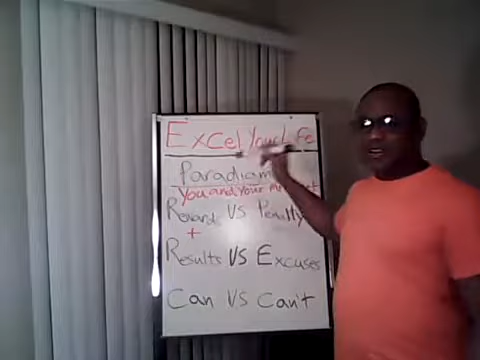 Excel Your Life
Paradigm
You and Your
Reward VS Penalty
+
Results VS Excuses
Can VS Can't